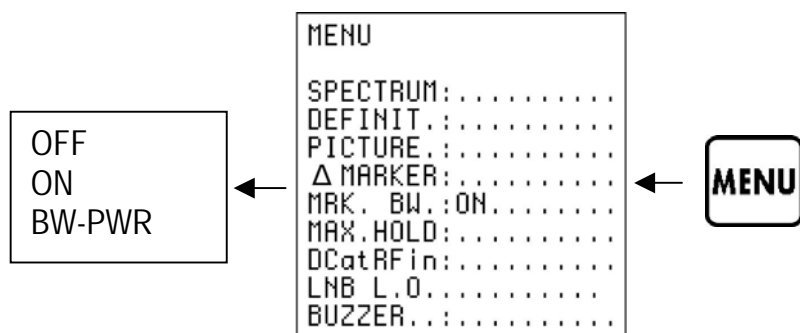 OFF
ON
BW-PWR
MENU
SPECTRUM:..........
DEFINIT.:..........
PICTURE.:..........
Δ MARKER:..........
MRK. BW.:ON........
MAX.HOLD:..........
DCatRFin:..........
LNB L.O...........
BUZZER..:..........
MENU